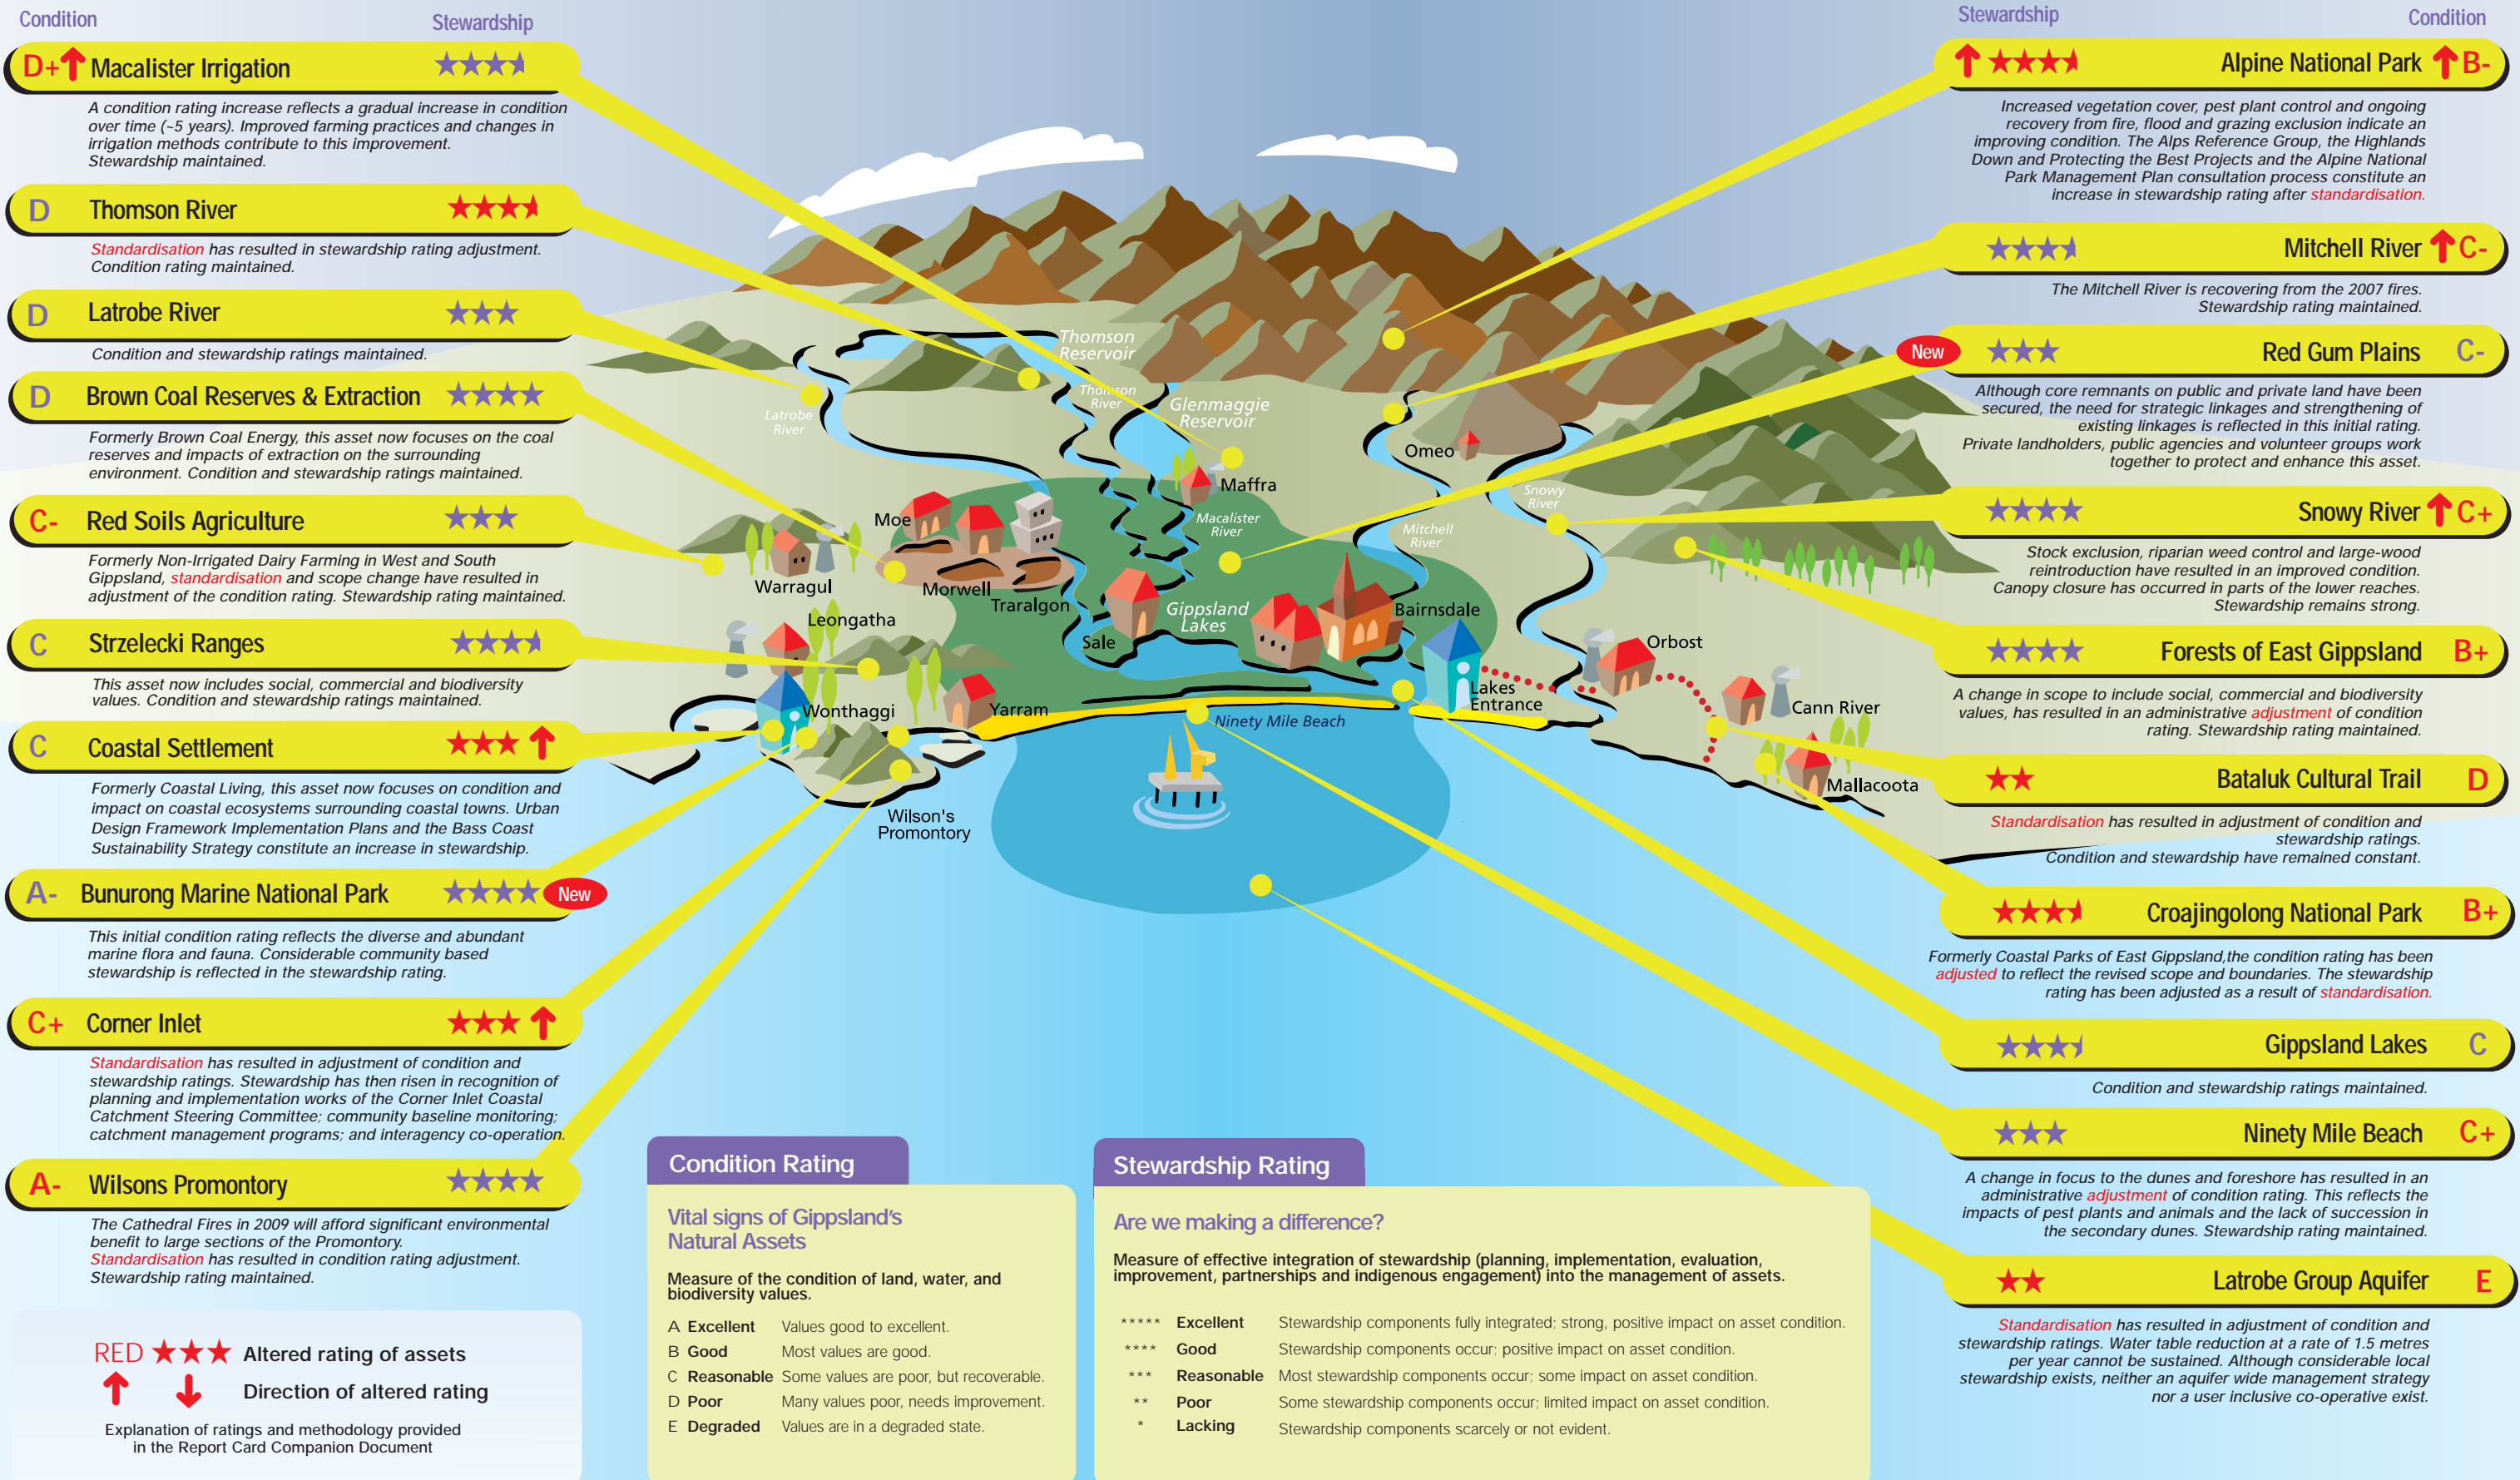 Condition
Stewardship
D+ Macalister Irrigation
A condition rating increase reflects a gradual increase in condition
over time (~5 years). Improved farming practices and changes in
irrigation methods contribute to this improvement.
Stewardship maintained.
D Thomson River
Standardisation has resulted in stewardship rating adjustment.
Condition rating maintained.
D Latrobe River
Condition and stewardship ratings maintained.
D Brown Coal Reserves & Extraction
Formerly Brown Coal Energy, this asset now focuses on the coal
reserves and impacts of extraction on the surrounding
environment. Condition and stewardship ratings maintained.
C- Red Soils Agriculture
Formerly Non-Irrigated Dairy Farming in West and South
Gippsland, standardisation and scope change have resulted in
adjustment of the condition rating. Stewardship rating maintained.
C Strzelecki Ranges
This asset now includes social, commercial and biodiversity
values. Condition and stewardship ratings maintained.
C Coastal Settlement
Formerly Coastal Living, this asset now focuses on condition and
impact on coastal ecosystems surrounding coastal towns. Urban
Design Framework Implementation Plans and the Bass Coast
Sustainability Strategy constitute an increase in stewardship.
A- Bunurong Marine National Park New
This initial condition rating reflects the diverse and abundant
marine flora and fauna. Considerable community based
stewardship is reflected in the stewardship rating.
C+ Corner Inlet
Standardisation has resulted in adjustment of condition and
stewardship ratings. Stewardship has then risen in recognition of
planning and implementation works of the Corner Inlet Coastal
Catchment Steering Committee; community baseline monitoring;
catchment management programs; and interagency co-operation.
A- Wilsons Promontory
The Cathedral Fires in 2009 will afford significant environmental
benefit to large sections of the Promontory.
Standardisation has resulted in condition rating adjustment.
Stewardship rating maintained.
RED Altered rating of assets
Direction of altered rating
Explanation of ratings and methodology provided
in the Report Card Companion Document
Thomson
Reservoir
Thomson
River
Latrobe
River
Glenmaggie
Reservoir
Omeo
Maffra
Snowy
River
Moe
Macalister
River
Mitchell
River
Warragul
Morwell
Traralgon
Leongatha
Gippsland
Lakes
Bairnsdale
Sale
Orbost
Lakes
Entrance
Wonthaggi
Yarram
Ninety Mile Beach
Cann River
Mallacoota
Wilson's
Promontory
Condition Rating
Vital signs of Gippsland's
Natural Assets
Measure of the condition of land, water, and
biodiversity values.
A Excellent Values good to excellent.
B Good Most values are good.
C Reasonable Some values are poor, but recoverable.
D Poor Many values poor, needs improvement.
E Degraded Values are in a degraded state.
Stewardship Rating
Are we making a difference?
Measure of effective integration of stewardship (planning, implementation, evaluation,
improvement, partnerships and indigenous engagement) into the management of assets.
***** Excellent Stewardship components fully integrated; strong, positive impact on asset condition.
**** Good Stewardship components occur; positive impact on asset condition.
*** Reasonable Most stewardship components occur; some impact on asset condition.
** Poor Some stewardship components occur; limited impact on asset condition.
* Lacking Stewardship components scarcely or not evident.
Stewardship
Condition
Alpine National Park B-
Increased vegetation cover, pest plant control and ongoing
recovery from fire, flood and grazing exclusion indicate an
improving condition. The Alps Reference Group, the Highlands
Down and Protecting the Best Projects and the Alpine National
Park Management Plan consultation process constitute an
increase in stewardship rating after standardisation.
Mitchell River C-
The Mitchell River is recovering from the 2007 fires.
Stewardship rating maintained.
New Red Gum Plains C-
Although core remnants on public and private land have been
secured, the need for strategic linkages and strengthening of
existing linkages is reflected in this initial rating.
Private landholders, public agencies and volunteer groups work
together to protect and enhance this asset.
Snowy River C+
Stock exclusion, riparian weed control and large-wood
reintroduction have resulted in an improved condition.
Canopy closure has occurred in parts of the lower reaches.
Stewardship remains strong.
Forests of East Gippsland B+
A change in scope to include social, commercial and biodiversity
values, has resulted in an administrative adjustment of condition
rating. Stewardship rating maintained.
Bataluk Cultural Trail D
Standardisation has resulted in adjustment of condition and
stewardship ratings.
Condition and stewardship have remained constant.
Croajingolong National Park B+
Formerly Coastal Parks of East Gippsland,the condition rating has been
adjusted to reflect the revised scope and boundaries. The stewardship
rating has been adjusted as a result of standardisation.
Gippsland Lakes C
Condition and stewardship ratings maintained.
Ninety Mile Beach C+
A change in focus to the dunes and foreshore has resulted in an
administrative adjustment of condition rating. This reflects the
impacts of pest plants and animals and the lack of succession in
the secondary dunes. Stewardship rating maintained.
Latrobe Group Aquifer E
Standardisation has resulted in adjustment of condition and
stewardship ratings. Water table reduction at a rate of 1.5 metres
per year cannot be sustained. Although considerable local
stewardship exists, neither an aquifer wide management strategy
nor a user inclusive co-operative exist.